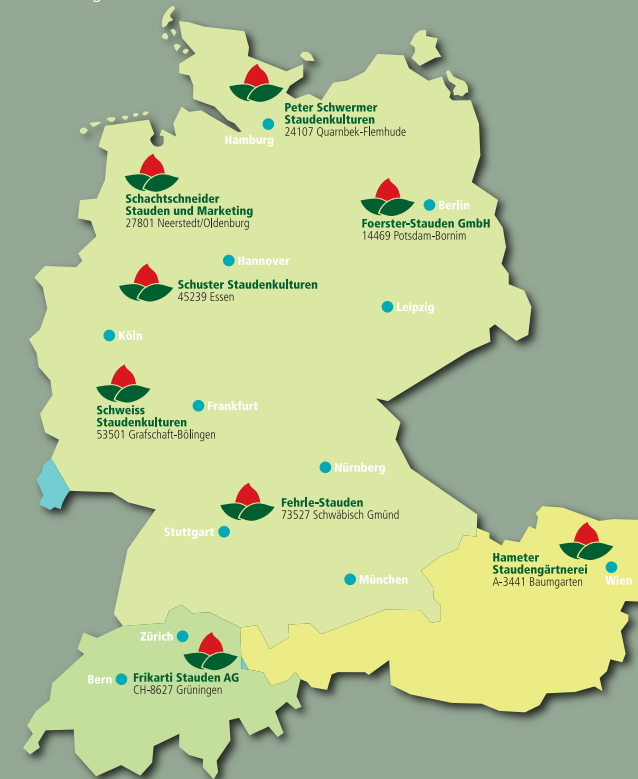 Peter Schwermer
Staudenkulturen
24107 Quarnbek-Flemhude
Hamburg
Schachtschneider
Stauden und Marketing
27801 Neerstedt/Oldenburg
Berlin
Foerster-Stauden GmbH
14469 Potsdam-Bornim
Hannover
Schuster Staudenkulturen
45239 Essen
Leipzig
Köln
Frankfurt
Schweiss
Staudenkulturen
53501 Grafschaft-Bölingen
Nürnberg
Fehrle-Stauden
73527 Schwäbisch Gmünd
Stuttgart
Hameter
Staudengärtnerei
A-3441 Baumgarten
Wien
München
Zürich
Bern
Frikarti Stauden AG
CH-8627 Grüningen